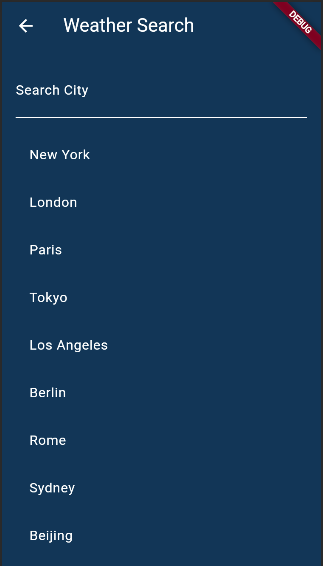 Weather Search
DEBUG
Search City
New York
London
Paris
Tokyo
Los Angeles
Berlin
Rome
Sydney
Beijing